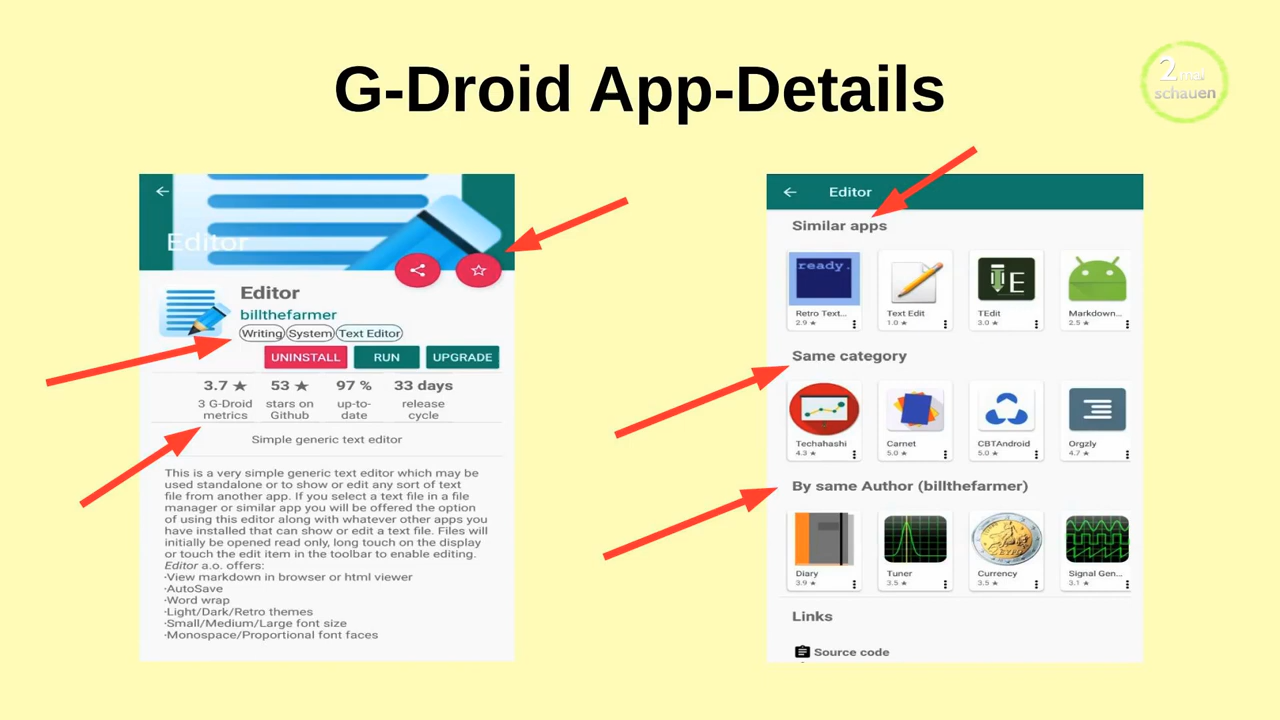 G-Droid App-Details
2.mal
schauen
Editor
Editor
billthefarmer
Writing System Text Editor
UNINSTALL RUN UPGRADE
3.7 ★ 53 ★ 97 % 33 days
3 G-Droid metrics
stars on Github
up-to-date
release cycle
Simple generic text editor
This is a very simple generic text editor which may be
used standalone or to show or edit any sort of text
file from another app. If you select a text file in a file
manager or similar app you will be offered the option
of using this editor along with whatever other apps you
have installed that can show or edit a text file. Files will
initially be opened read only, long touch on the display
or touch the edit item in the toolbar to enable editing.
Editor a.o. offers:
·View markdown in browser or html viewer
·AutoSave
·Word wrap
·Light/Dark/Retro themes
·Small/Medium/Large font size
·Monospace/Proportional font faces
Editor
Similar apps
ready.
TE
Retro Text... Text Edit TEdit Markdown...
2.9 ★ 1.0 ★ 3.0 ★ 2.5 ★
Same category
Techahashi Carnet CBTAndroid Orgzly
4.3 ★ 5.0 ★ 5.0 ★ 4.7 ★
By same Author (billthefarmer)
Diary Tuner Currency Signal Gen...
3.9 ★ 3.5 ★ 3.5 ★ 3.1 ★
Links
Source code